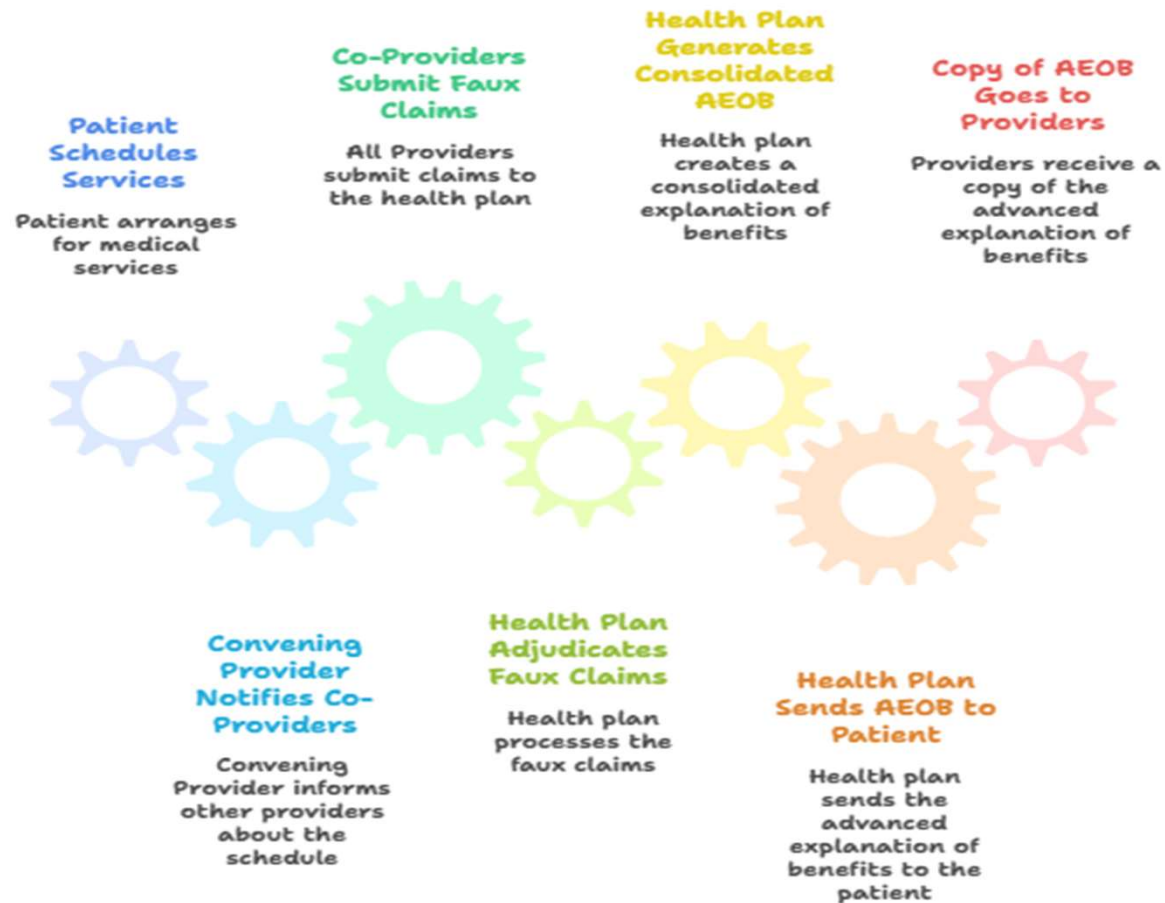 Patient
Schedules
Services
Patient arranges
for medical
services
Convening
Provider
Notifies Co-
Providers
Convening
Provider informs
other providers
about the
schedule
Co-Providers
Submit Faux
Claims
All Providers
submit claims to
the health plan
Health Plan
Adjudicates
Faux Claims
Health plan
processes the
faux claims
Health Plan
Generates
Consolidated
AEOB
Health plan
creates a
consolidated
explanation of
benefits
Health Plan
Sends AEOB to
Patient
Health plan
sends the
advanced
explanation of
benefits to the
patient
Copy of AEOB
Goes to
Providers
Providers receive a
copy of the
advanced
explanation of
benefits